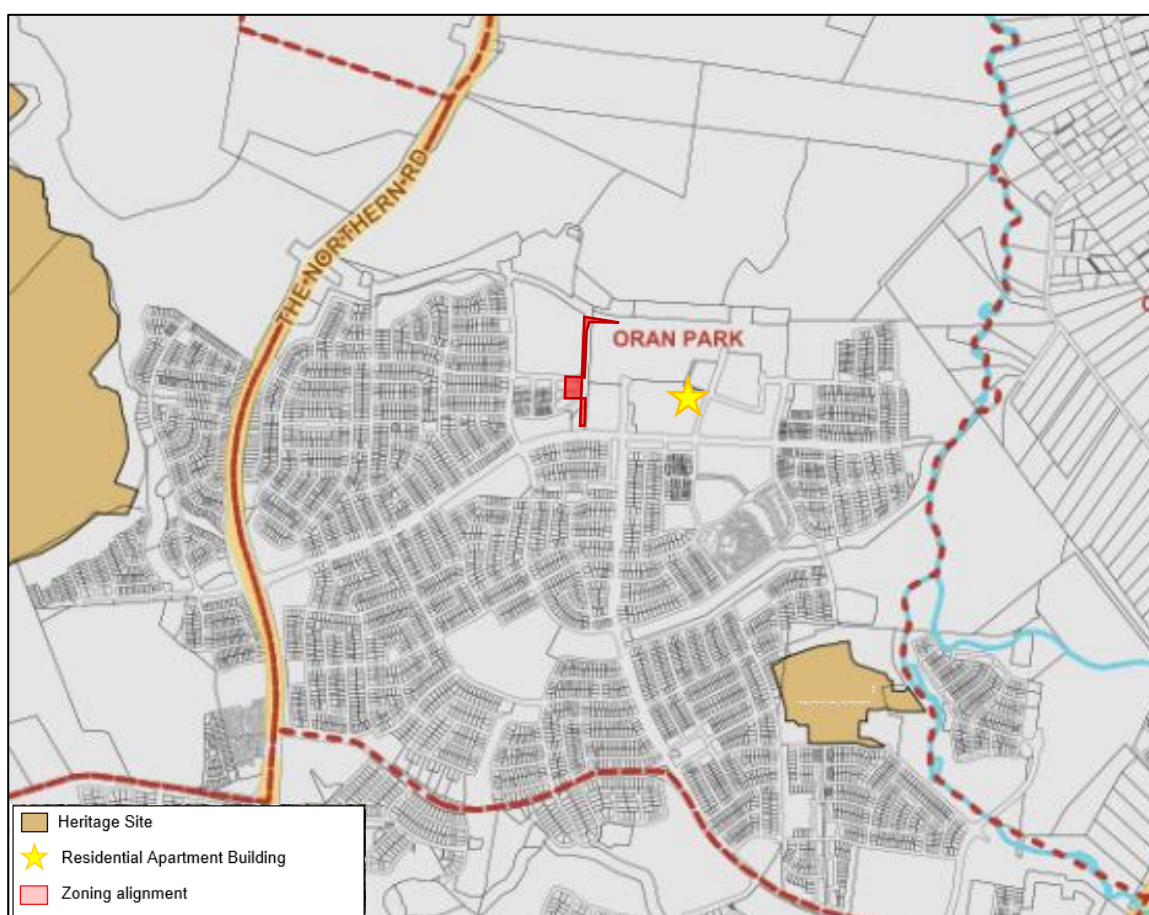 THE NORTHERN RD
ORAN PARK
Heritage Site
Residential Apartment Building
Zoning alignment